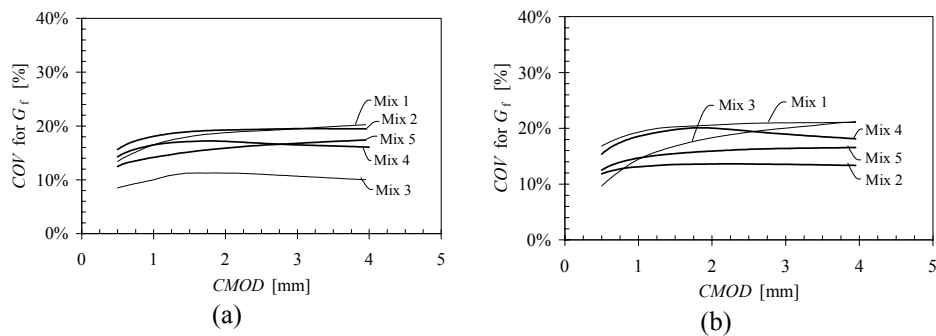 40%
30%
20%
10%
0%
COV for Gf [%]
Mix 1
Mix 2
Mix 5
Mix 4
Mix 3
0 1 2 3 4 5
CMOD [mm]
(a)
40%
30%
20%
10%
0%
COV for Gf [%]
Mix 3
Mix 1
Mix 4
Mix 5
Mix 2
0 1 2 3 4 5
CMOD [mm]
(b)